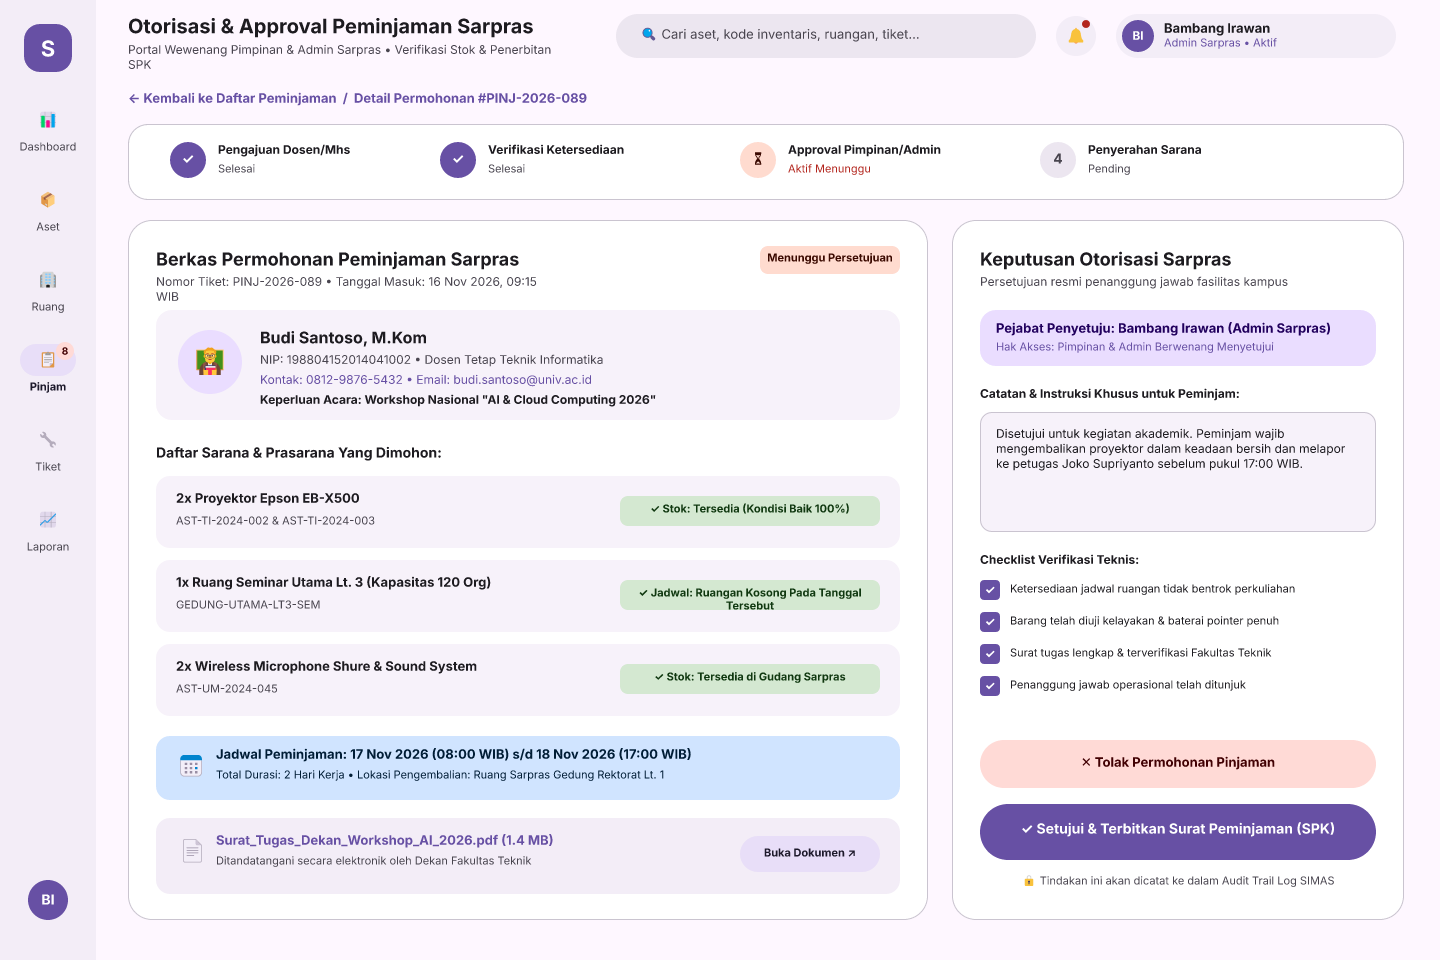 S
Otorisasi & Approval Peminjaman Sarpras
Portal Wewenang Pimpinan & Admin Sarpras • Verifikasi Stok & Penerbitan
SPK
Cari aset, kode inventaris, ruangan, tiket...
BI
Bambang Irawan
Admin Sarpras • Aktif
Dashboard
Aset
Ruang
8
Pinjam
Tiket
Laporan
BI
← Kembali ke Daftar Peminjaman / Detail Permohonan #PINJ-2026-089
✓
Pengajuan Dosen/Mhs
Selesai
✓
Verifikasi Ketersediaan
Selesai
Approval Pimpinan/Admin
Aktif Menunggu
4
Penyerahan Sarana
Pending
Berkas Permohonan Peminjaman Sarpras
Menunggu Persetujuan
Nomor Tiket: PINJ-2026-089 • Tanggal Masuk: 16 Nov 2026, 09:15
WIB
Budi Santoso, M.Kom
NIP: 198804152014041002 • Dosen Tetap Teknik Informatika
Kontak: 0812-9876-5432 • Email: budi.santoso@univ.ac.id
Keperluan Acara: Workshop Nasional "AI & Cloud Computing 2026"
Daftar Sarana & Prasarana Yang Dimohon:
2x Proyektor Epson EB-X500
AST-TI-2024-002 & AST-TI-2024-003
✓ Stok: Tersedia (Kondisi Baik 100%)
1x Ruang Seminar Utama Lt. 3 (Kapasitas 120 Org)
GEDUNG-UTAMA-LT3-SEM
✓ Jadwal: Ruangan Kosong Pada Tanggal
Tersebut
2x Wireless Microphone Shure & Sound System
AST-UM-2024-045
✓ Stok: Tersedia di Gudang Sarpras
Jadwal Peminjaman: 17 Nov 2026 (08:00 WIB) s/d 18 Nov 2026 (17:00 WIB)
Total Durasi: 2 Hari Kerja • Lokasi Pengembalian: Ruang Sarpras Gedung Rektorat Lt. 1
Surat_Tugas_Dekan_Workshop_AI_2026.pdf (1.4 MB)
Ditandatangani secara elektronik oleh Dekan Fakultas Teknik
Buka Dokumen ↗
Keputusan Otorisasi Sarpras
Persetujuan resmi penanggung jawab fasilitas kampus
Pejabat Penyetuju: Bambang Irawan (Admin Sarpras)
Hak Akses: Pimpinan & Admin Berwenang Menyetujui
Catatan & Instruksi Khusus untuk Peminjam:
Disetujui untuk kegiatan akademik. Peminjam wajib
mengembalikan proyektor dalam keadaan bersih dan melapor
ke petugas Joko Supriyanto sebelum pukul 17:00 WIB.
Checklist Verifikasi Teknis:
✓ Ketersediaan jadwal ruangan tidak bentrok perkuliahan
✓ Barang telah diuji kelayakan & baterai pointer penuh
✓ Surat tugas lengkap & terverifikasi Fakultas Teknik
✓ Penanggung jawab operasional telah ditunjuk
✕ Tolak Permohonan Pinjaman
✓ Setujui & Terbitkan Surat Peminjaman (SPK)
Tindakan ini akan dicatat ke dalam Audit Trail Log SIMAS